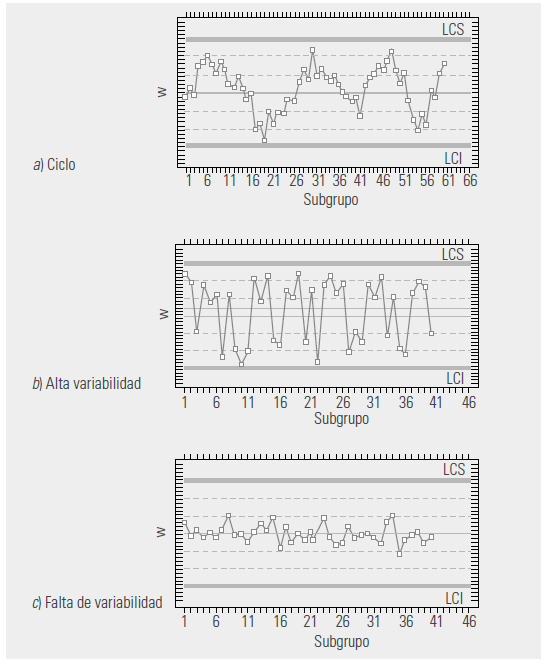 LCS
w
LCI
a) Ciclo
1 6 11 16 21 26 31 36 41 46 51 56 61 66
Subgrupo
LCS
w
LCI
b) Alta variabilidad
1 6 11 16 21 26 31 36 41 46
Subgrupo
LCS
w
LCI
c) Falta de variabilidad
1 6 11 16 21 26 31 36 41 46
Subgrupo